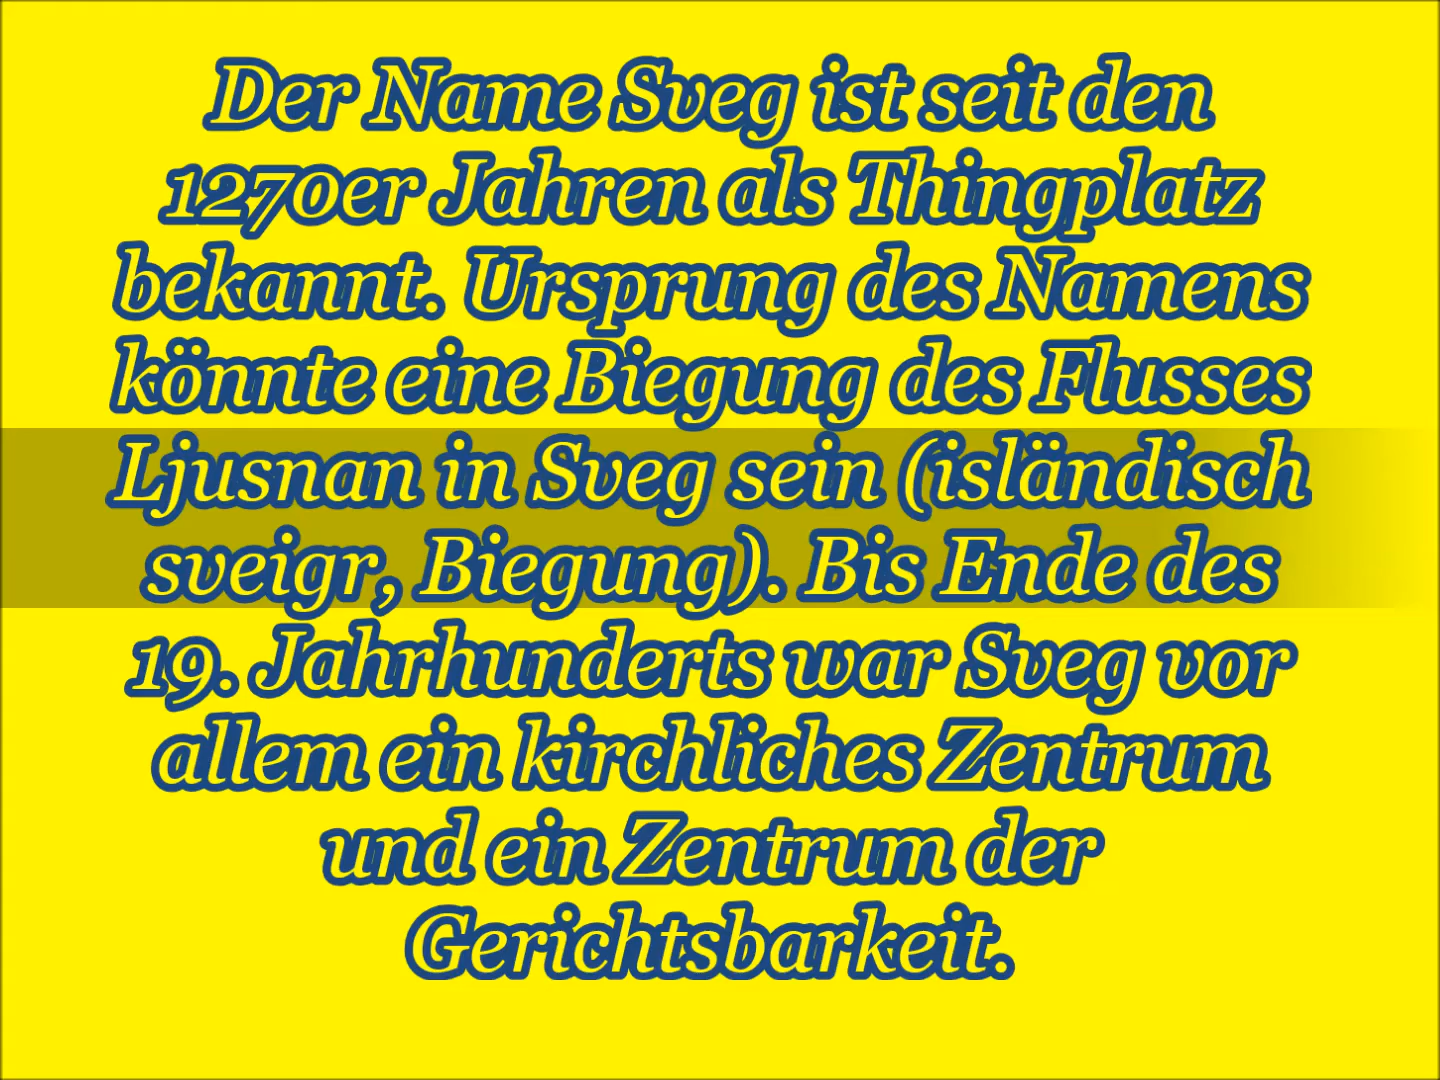 Der Name Sveg ist seit den
1270er Jahren als Thingplatz
bekannt. Ursprung des Namens
könnte eine Biegung des Flusses
Ljusnan in Sveg sein (isländisch
sveigr, Biegung). Bis Ende des
19. Jahrhunderts war Sveg vor
allem ein kirchliches Zentrum
und ein Zentrum der
Gerichtsbarkeit.